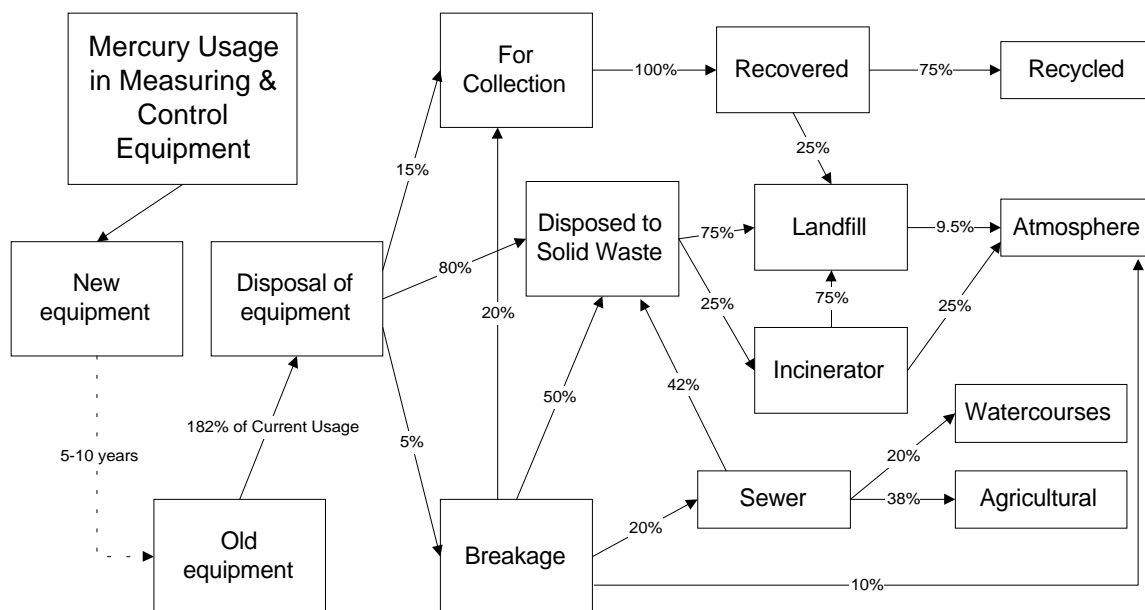 Mercury Usage
in Measuring &
Control
Equipment
For
Collection
100%
Recovered
75%
Recycled
15%
25%
New
equipment
Disposal of
equipment
80%
20%
Disposed to
Solid Waste
75%
Landfill
9.5%
Atmosphere
25%
75%
25%
Incinerator
182% of Current Usage
5-10 years
5%
50%
42%
Watercourses
20%
Old
equipment
Breakage
20%
Sewer
38%
Agricultural
10%